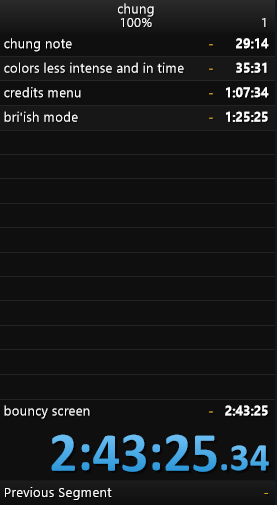 chung
100% 1
chung note - 29:14
colors less intense and in time - 35:31
credits menu - 1:07:34
bri'ish mode - 1:25:25
bouncy screen - 2:43:25
2:43:25.34
Previous Segment -